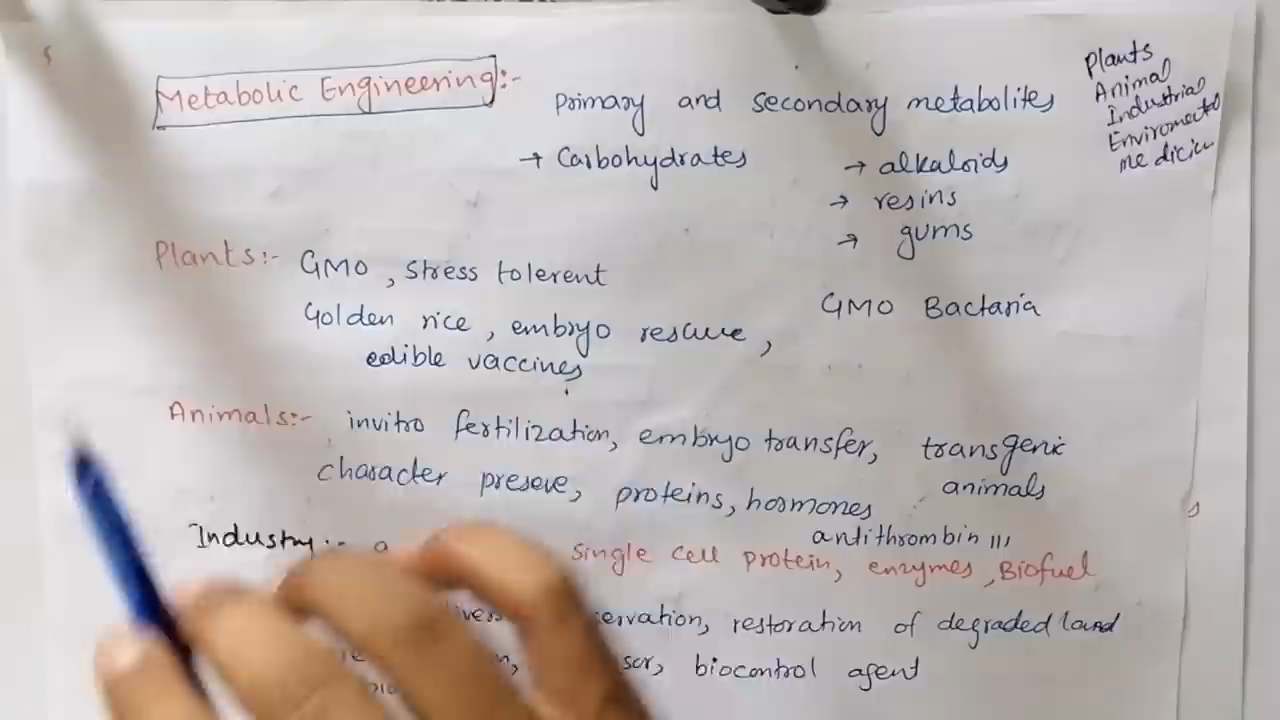 Metabolic Engineering:-
Primary and secondary metabolites
→ Carbohydrates
→ alkaloids
→ resins
→ gums
Plants
Animal
Industrial
Plants:- GMO, stress tolerent
Golden rice, embryo rescue,
edible vaccines
GMO Bactaria
Animals:- invitro fertilization, embryo transfer, transgenic
animals
character preseve, proteins, hormones
antithrombin III
Industry:- a
single cell protein, enzymes, Biofuel
ervation, restoration of degraded land
sor, biocontrol agent